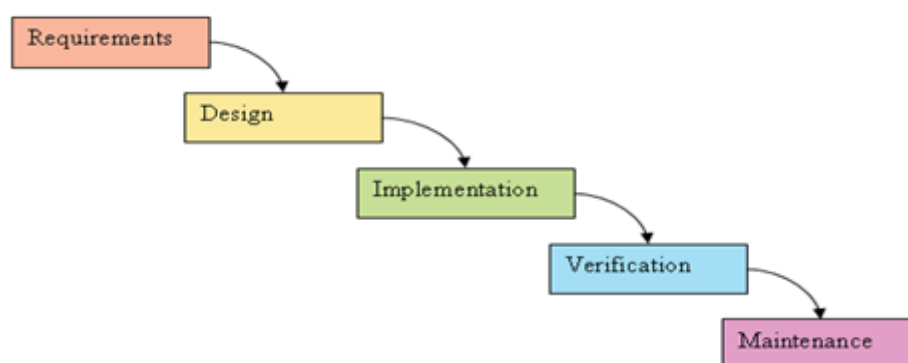 Requirements
Design
Implementation
Verification
Maintenance